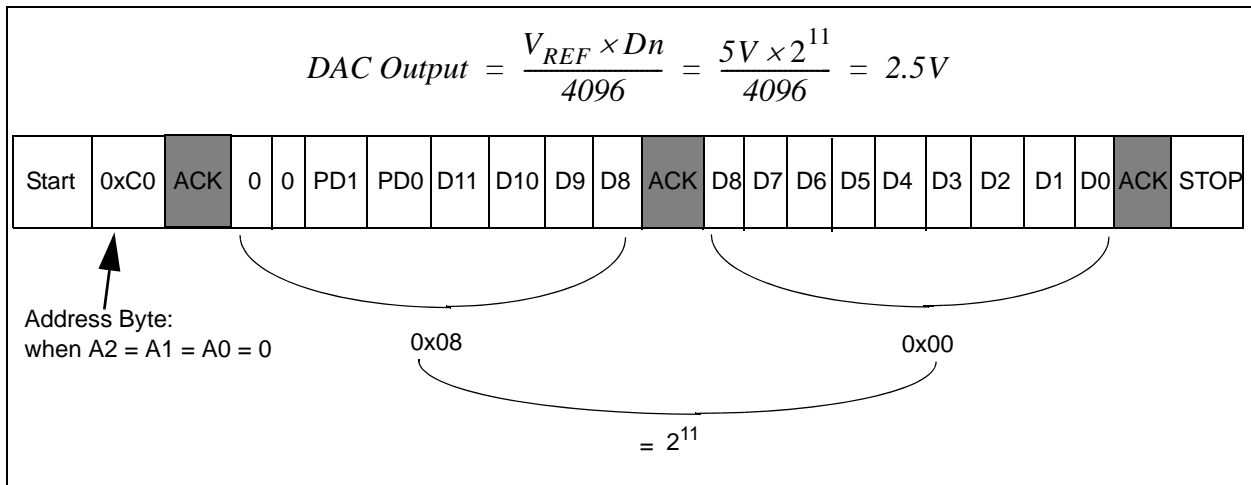 DAC Output = V_REF × Dn / 4096 = 5V × 2^11 / 4096 = 2.5V
Start 0xC0 ACK 0 0 PD1 PD0 D11 D10 D9 D8 ACK D8 D7 D6 D5 D4 D3 D2 D1 D0 ACK STOP
Address Byte:
when A2 = A1 = A0 = 0
0x08 0x00
= 2^11